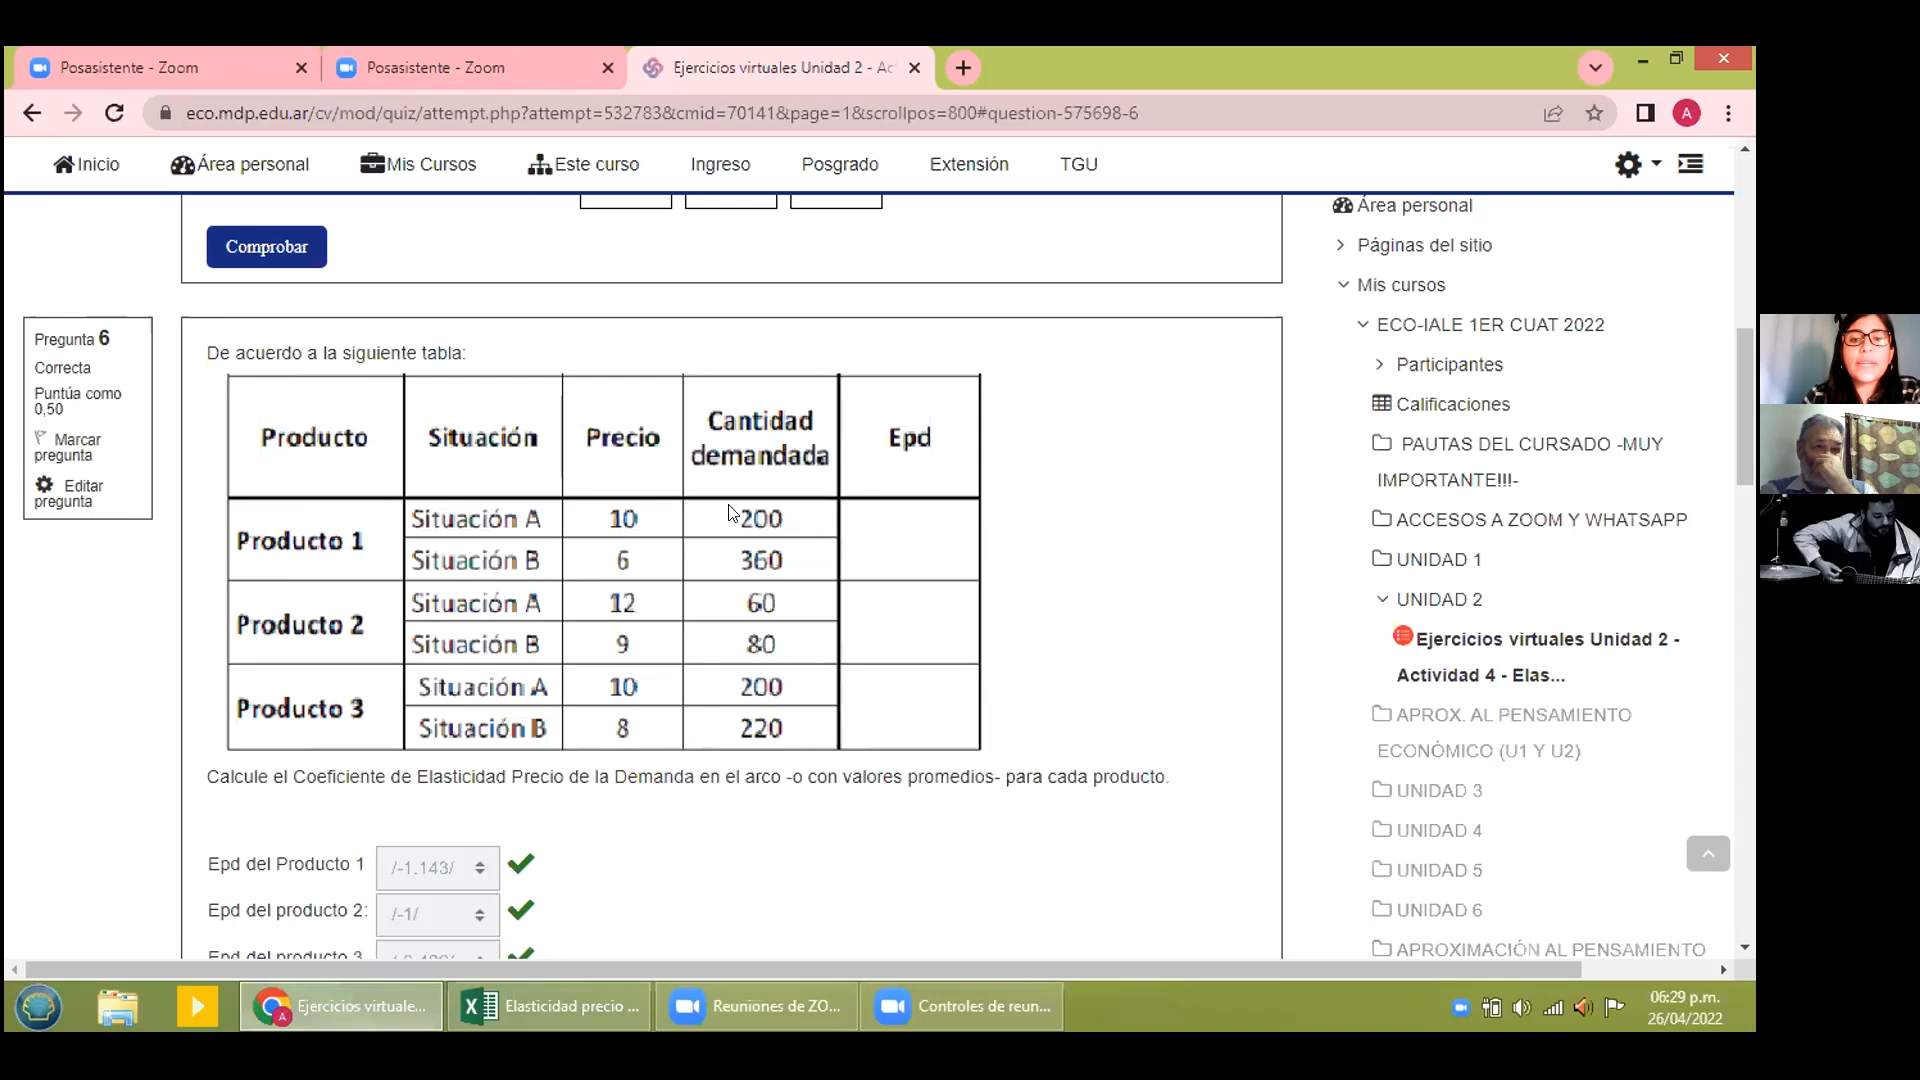 Posasistente - Zoom
Posasistente - Zoom
Ejercicios virtuales Unidad 2 - Ac
eco.mdp.edu.ar/cv/mod/quiz/attempt.php?attempt=532783&cmid=70141&page=1&scrollpos=800#question-575698-6
A
Inicio
Área personal
Mis Cursos
Este curso
Ingreso
Posgrado
Extensión
TGU
Comprobar
Pregunta 6
Correcta
Puntúa como
0,50
Marcar
pregunta
Editar
pregunta
De acuerdo a la siguiente tabla:
Producto Situación Precio Cantidad demandada Epd
Producto 1
Situación A 10 200
Situación B 6 360
Producto 2
Situación A 12 60
Situación B 9 80
Producto 3
Situación A 10 200
Situación B 8 220
Calcule el Coeficiente de Elasticidad Precio de la Demanda en el arco -o con valores promedios- para cada producto.
Epd del Producto 1 /-1.143/
Epd del producto 2: /-1/
Epd del producto 3
Área personal
Páginas del sitio
Mis cursos
ECO-IALE 1ER CUAT 2022
Participantes
Calificaciones
PAUTAS DEL CURSADO -MUY
IMPORTANTE!!!-
ACCESOS A ZOOM Y WHATSAPP
UNIDAD 1
UNIDAD 2
Ejercicios virtuales Unidad 2 -
Actividad 4 - Elas...
APROX. AL PENSAMIENTO
ECONÓMICO (U1 Y U2)
UNIDAD 3
UNIDAD 4
UNIDAD 5
UNIDAD 6
APROXIMACIÓN AL PENSAMIENTO
A
Ejercicios virtuale...
Elasticidad precio ...
Reuniones de ZO...
Controles de reun...
06:29 p.m.
26/04/2022